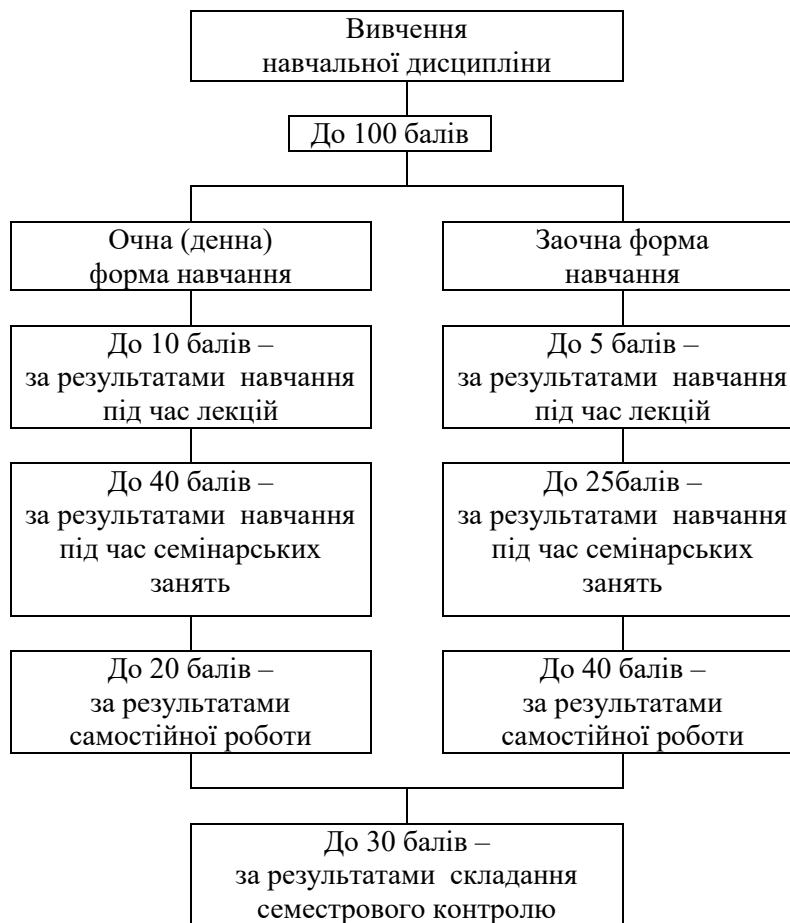 Вивчення
навчальної дисципліни
До 100 балів
Очна (денна)
форма навчання
Заочна форма
навчання
До 10 балів –
за результатами навчання
під час лекцій
До 5 балів –
за результатами навчання
під час лекцій
До 40 балів –
за результатами навчання
під час семінарських
занять
До 25балів –
за результатами навчання
під час семінарських
занять
До 20 балів –
за результатами
самостійної роботи
До 40 балів –
за результатами
самостійної роботи
До 30 балів –
за результатами складання
семестрового контролю